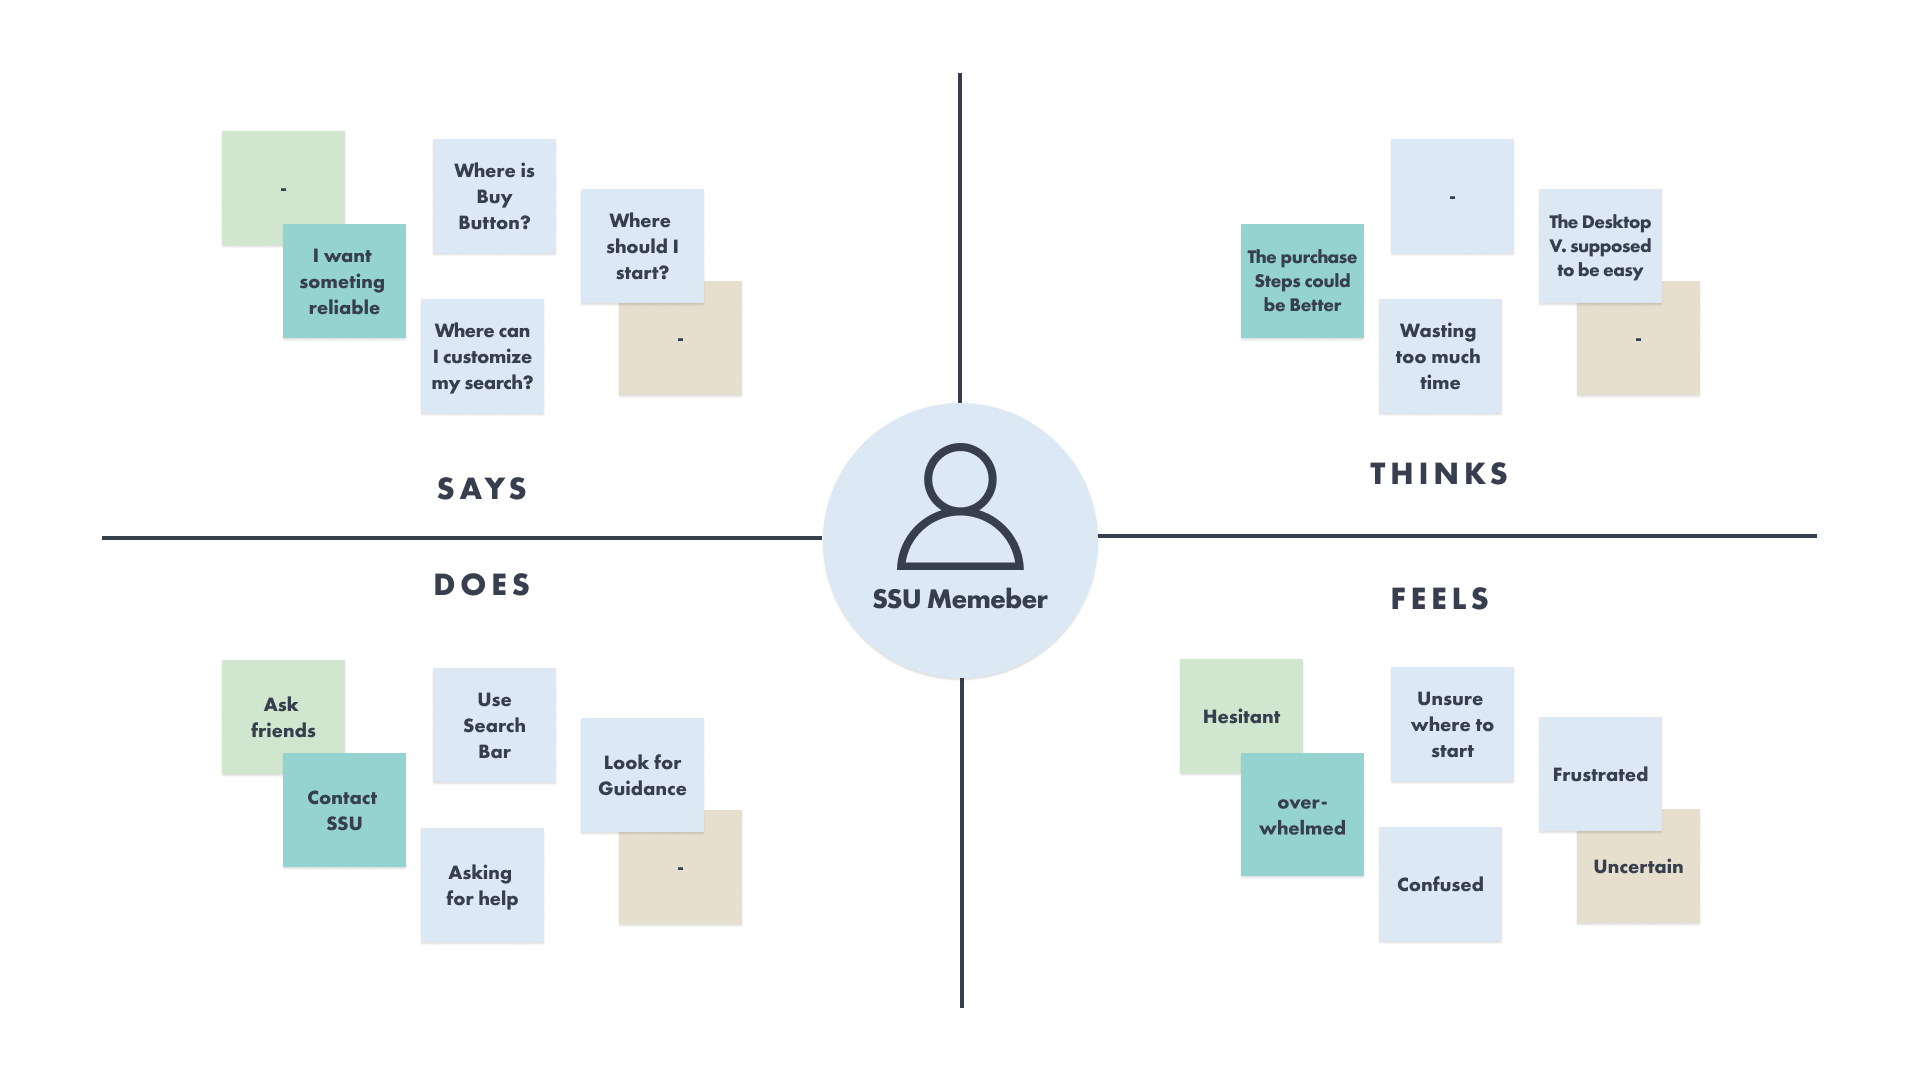 -
I want
someting
reliable
Where is
Buy
Button?
Where can
I customize
my search?
Where
should I
start?
-
SAYS
The purchase
Steps could
be Better
-
Wasting
too much
time
The Desktop
V. supposed
to be easy
-
THINKS
SSU Memeber
DOES
Ask
friends
Contact
SSU
Use
Search
Bar
Asking
for help
Look for
Guidance
-
FEELS
Hesitant
over-
whelmed
Unsure
where to
start
Confused
Frustrated
Uncertain